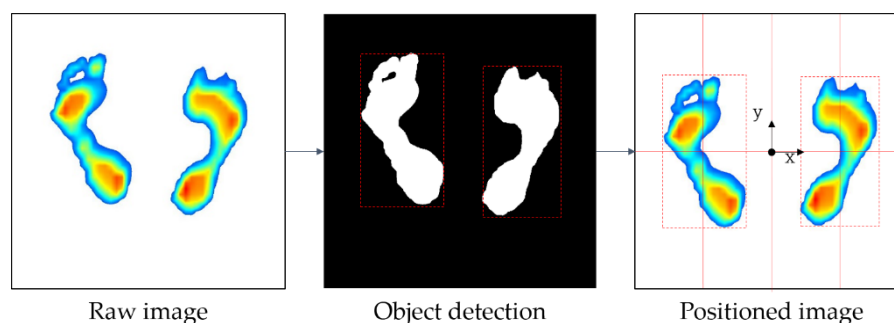 y
x
Raw image
Object detection
Positioned image